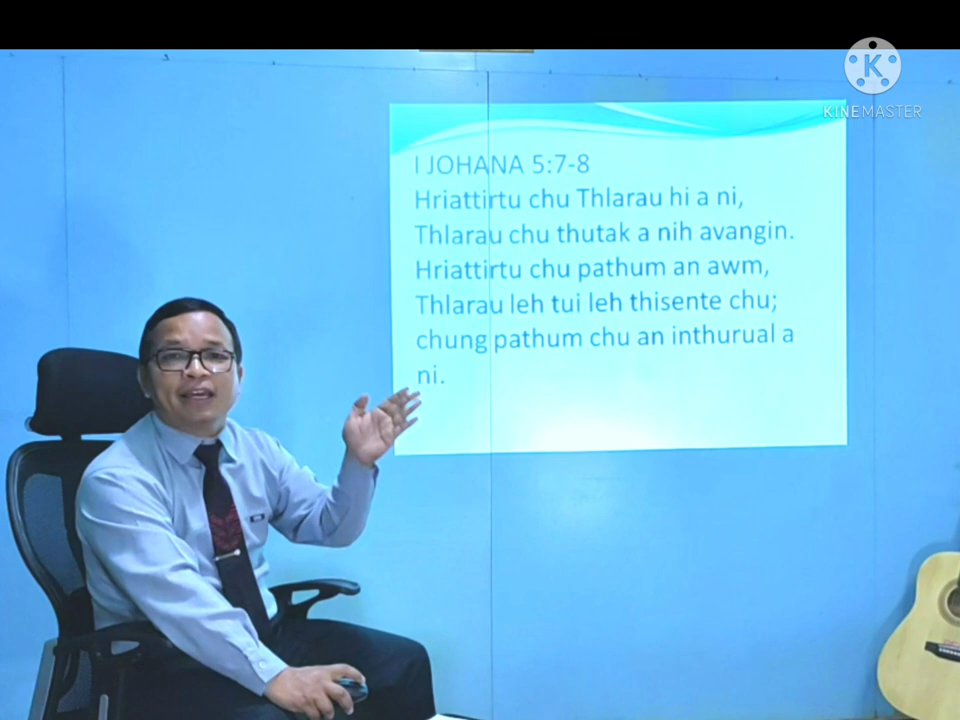 K
KINEMASTER
I JOHANA 5:7-8
Hriattirtu chu Thlarau hi a ni,
Thlarau chu thutak a nih avangin.
Hriattirtu chu pathum an awm,
Thlarau leh tui leh thisente chu;
chung pathum chu an inthurual a
ni.